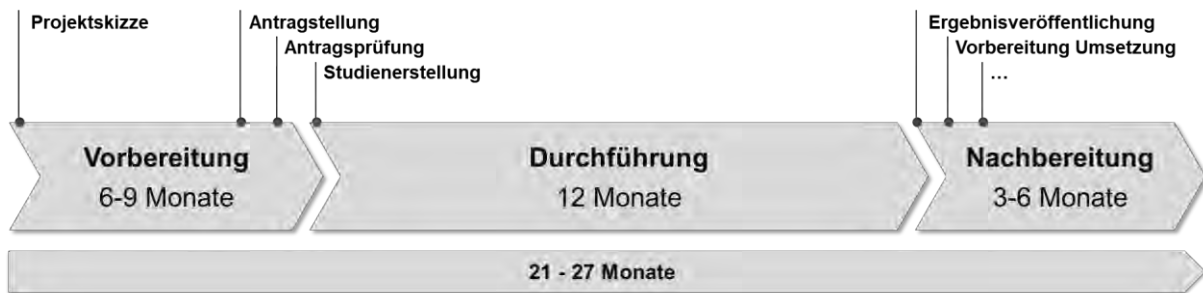 Projektskizze
Antragstellung
Antragsprüfung
Studienerstellung
Ergebnisveröffentlichung
Vorbereitung Umsetzung
...
Vorbereitung
6-9 Monate
Durchführung
12 Monate
Nachbereitung
3-6 Monate
21 - 27 Monate